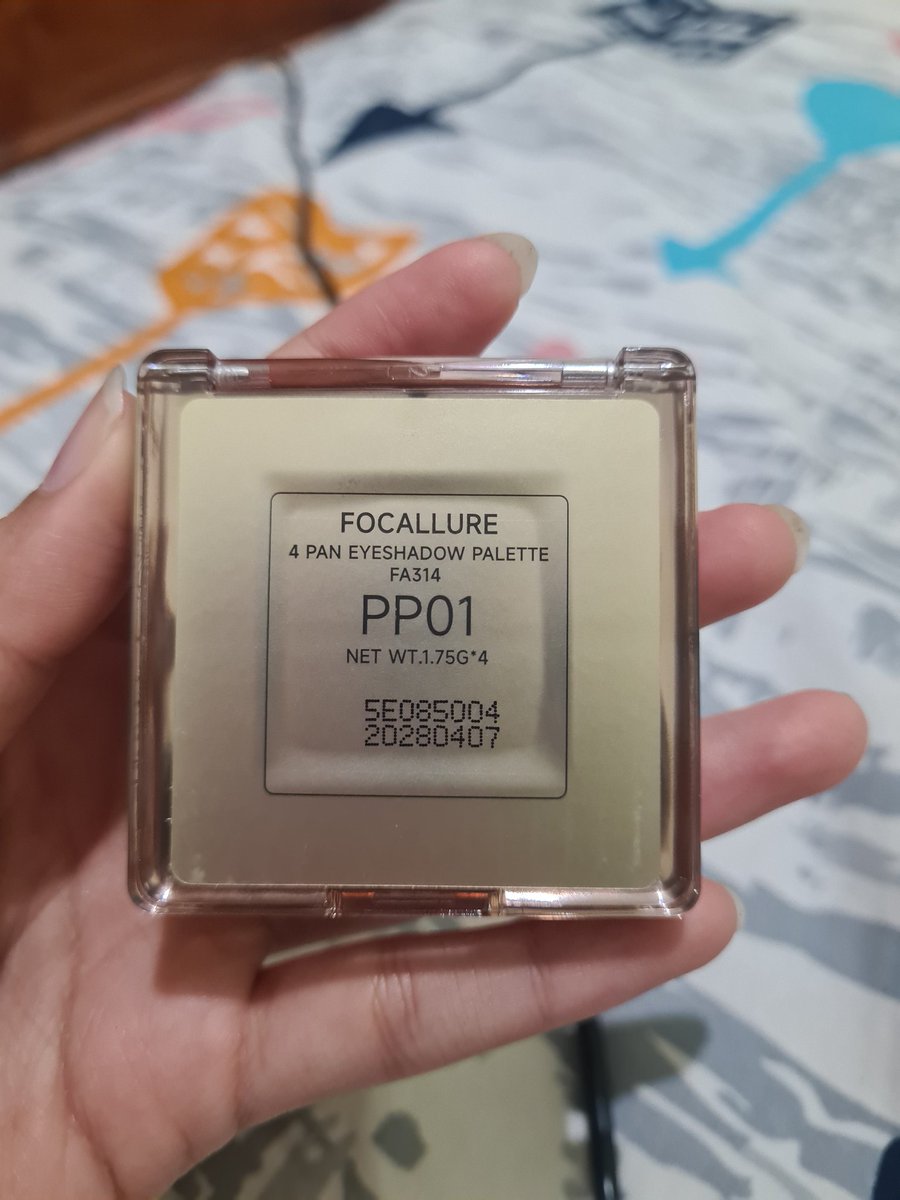 FOCALLURE
4 PAN EYESHADOW PALETTE
FA314
PP01
NET WT.1.75G*4
5E085004
20280407